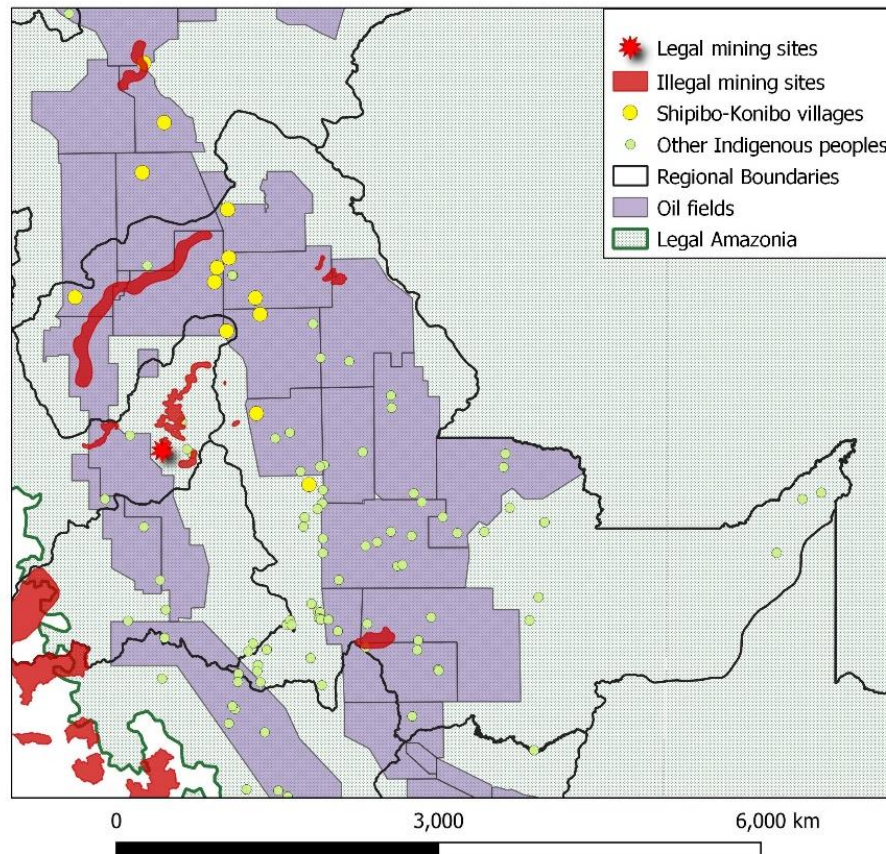 Legal mining sites
Illegal mining sites
Shipibo-Konibo villages
Other Indigenous peoples
Regional Boundaries
Oil fields
Legal Amazonia
0 3,000 6,000 km